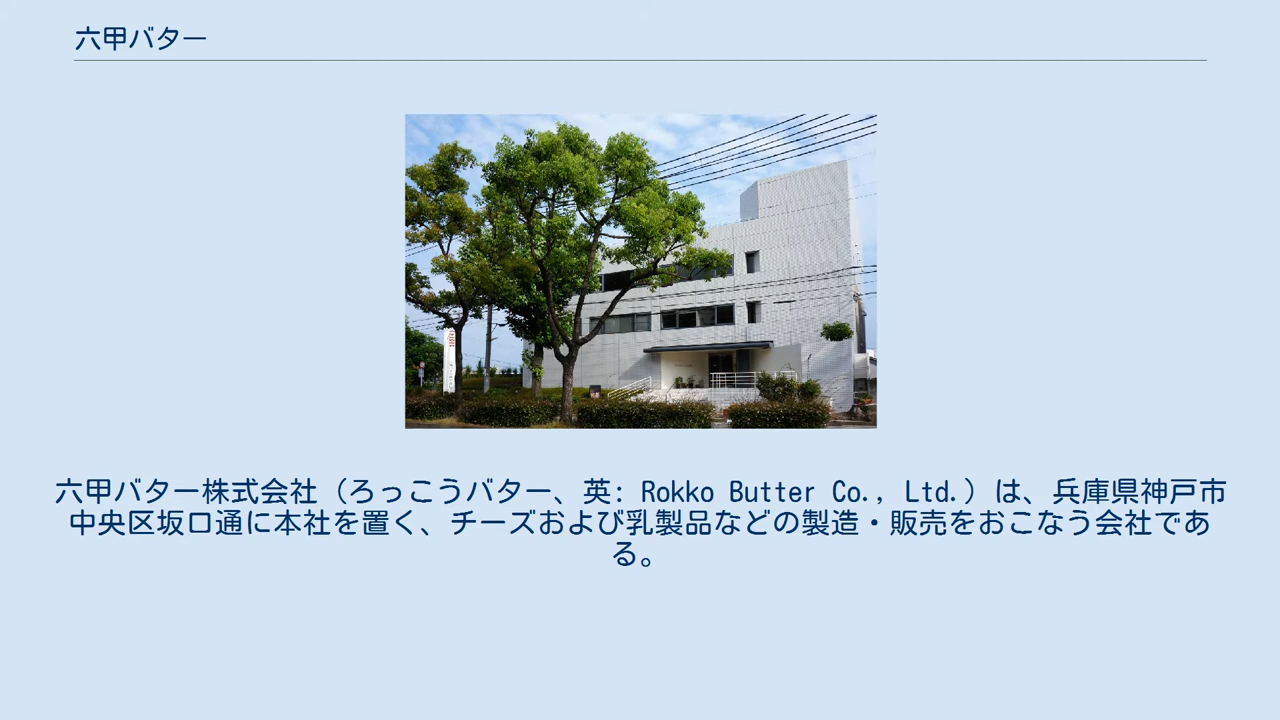 六甲バター
六甲バター株式会社（ろっこうバター、英: Rokko Butter Co., Ltd.）は、兵庫県神戸市
中央区坂口通に本社を置く、チーズおよび乳製品などの製造・販売をおこなう会社であ
る。